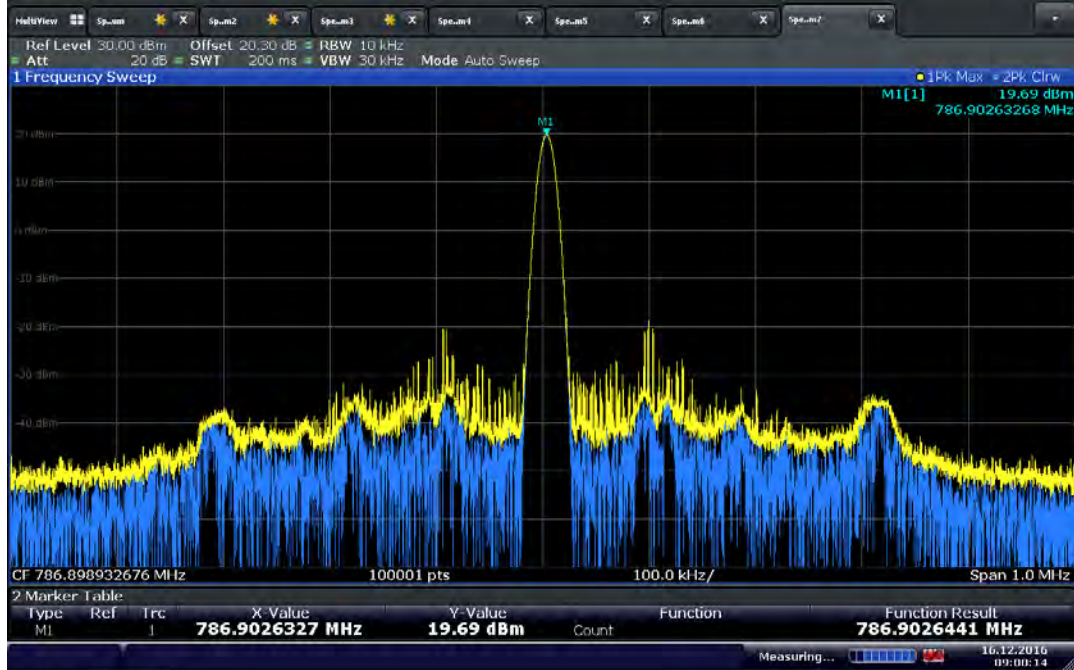 MultiView Sp...um X Sp...m2 X Spe...m3 X Spe...m4 X Spe...m5 X Spe...m6 X Spe...m7 X
Ref Level 30.00 dBm Offset 20.30 dB RBW 10 kHz
Att 20 dB SWT 200 ms VBW 30 kHz Mode Auto Sweep
1 Frequency Sweep 1Pk Max 2Pk Clrw
M1[1] 19.69 dBm
786.90263268 MHz
M1
20 dBm
10 dBm
0 dBm
-10 dBm
-20 dBm
-30 dBm
-40 dBm
CF 786.898932676 MHz 100001 pts 100.0 kHz/ Span 1.0 MHz
2 Marker Table
Type Ref Trc X-Value Y-Value Function Function Result
M1 1 786.9026327 MHz 19.69 dBm Count 786.9026441 MHz
Measuring... 16.12.2016
09:00:14